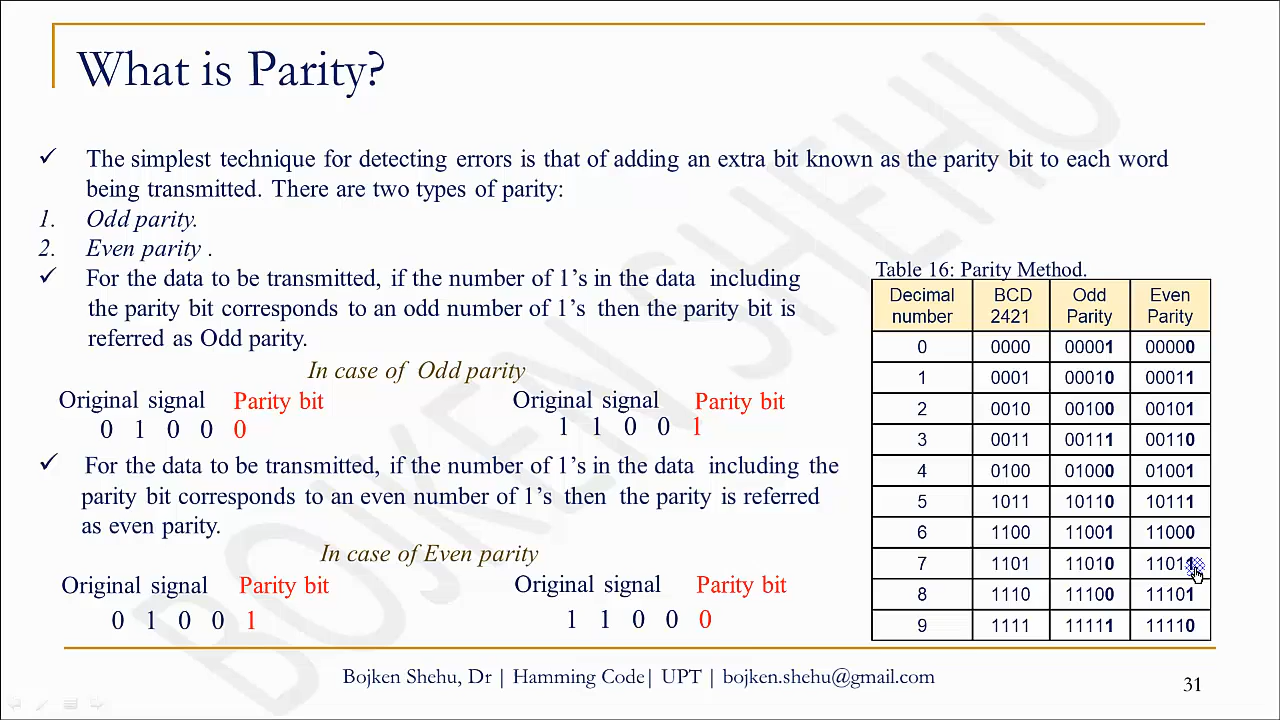 What is Parity?
✓ The simplest technique for detecting errors is that of adding an extra bit known as the parity bit to each word
being transmitted. There are two types of parity:
1. Odd parity.
2. Even parity .
✓ For the data to be transmitted, if the number of 1’s in the data including
the parity bit corresponds to an odd number of 1’s then the parity bit is
referred as Odd parity.
In case of Odd parity
Original signal Parity bit
0 1 0 0 0
Original signal Parity bit
1 1 0 0 1
✓ For the data to be transmitted, if the number of 1’s in the data including the
parity bit corresponds to an even number of 1’s then the parity is referred
as even parity.
In case of Even parity
Original signal Parity bit
0 1 0 0 1
Original signal Parity bit
1 1 0 0 0
Table 16: Parity Method.
Decimal number BCD 2421 Odd Parity Even Parity
0 0000 00001 00000
1 0001 00010 00011
2 0010 00100 00101
3 0011 00111 00110
4 0100 01000 01001
5 1011 10110 10111
6 1100 11001 11000
7 1101 11010 11011
8 1110 11100 11101
9 1111 11111 11110
Bojken Shehu, Dr | Hamming Code| UPT | bojken.shehu@gmail.com
31
BOJKEN SHEHU